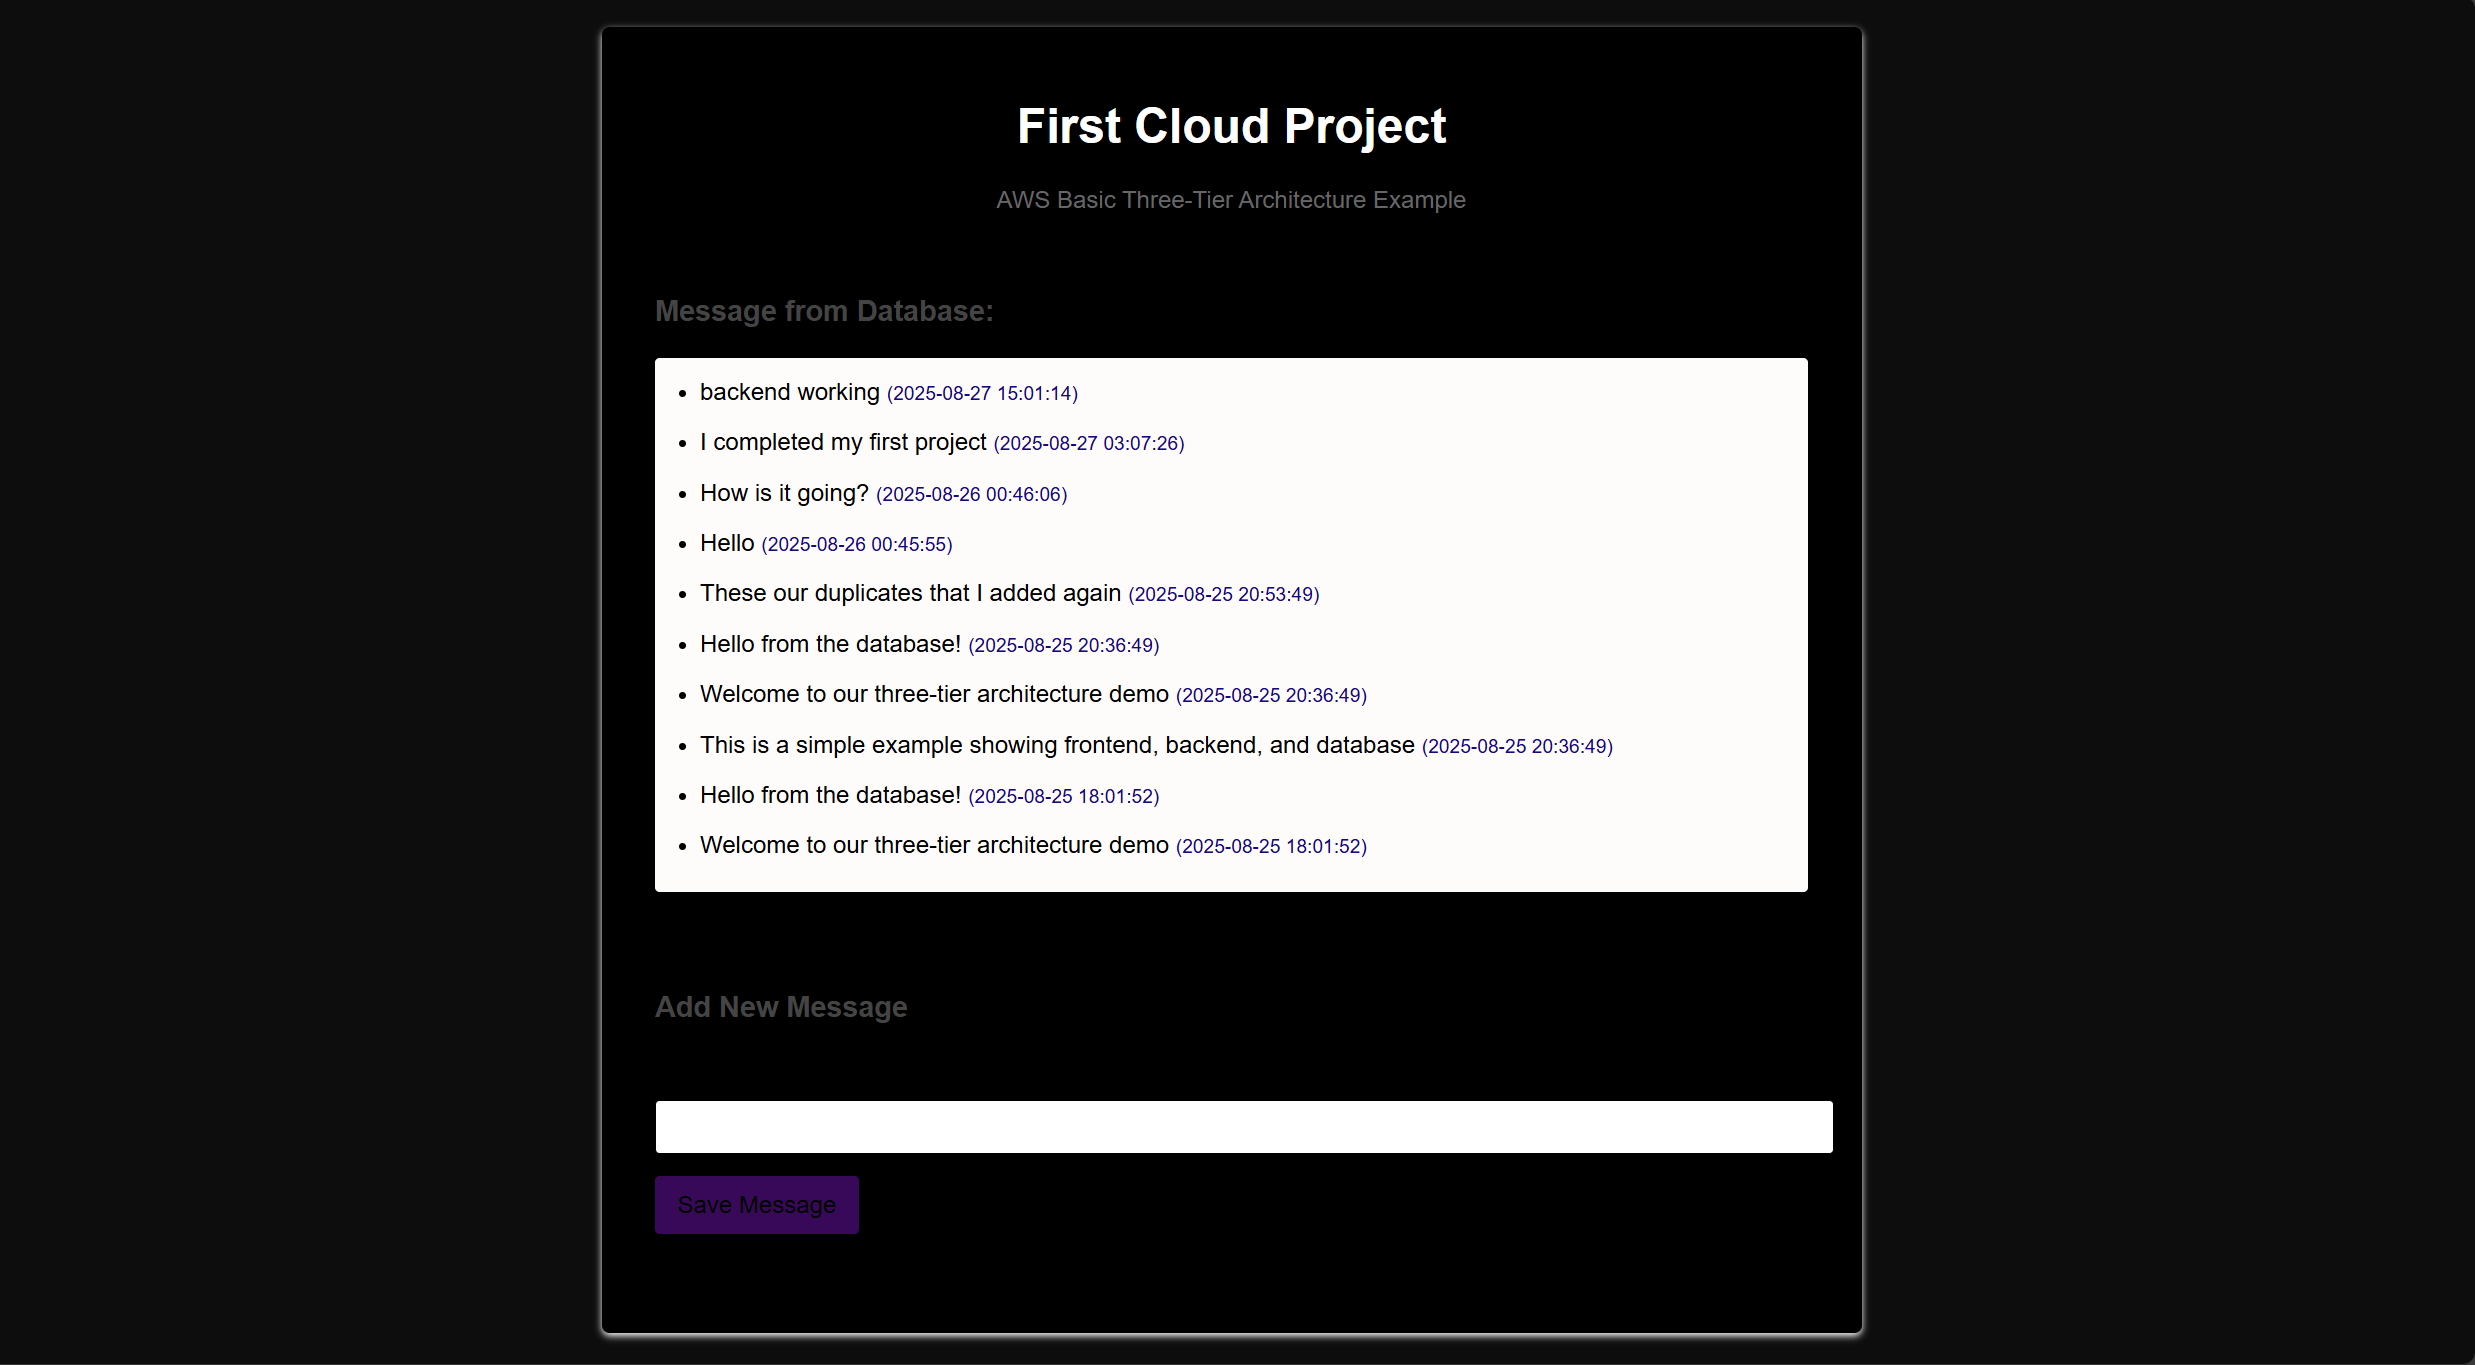 First Cloud Project
AWS Basic Three-Tier Architecture Example
Message from Database:
backend working (2025-08-27 15:01:14)
I completed my first project (2025-08-27 03:07:26)
How is it going? (2025-08-26 00:46:06)
Hello (2025-08-26 00:45:55)
These our duplicates that I added again (2025-08-25 20:53:49)
Hello from the database! (2025-08-25 20:36:49)
Welcome to our three-tier architecture demo (2025-08-25 20:36:49)
This is a simple example showing frontend, backend, and database (2025-08-25 20:36:49)
Hello from the database! (2025-08-25 18:01:52)
Welcome to our three-tier architecture demo (2025-08-25 18:01:52)
Add New Message
Save Message